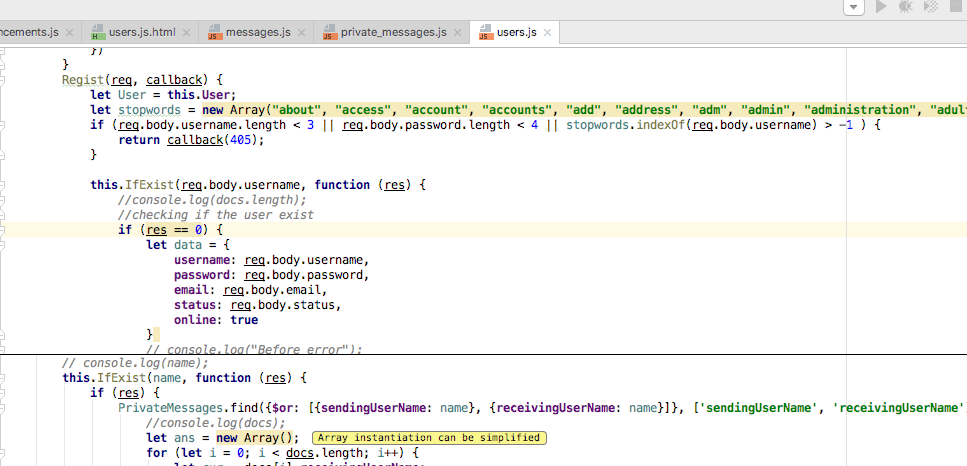 ncements.js users.js.html messages.js private_messages.js users.js
})
}
Regist(req, callback) {
let User = this.User;
let stopwords = new Array("about", "access", "account", "accounts", "add", "address", "adm", "admin", "administration", "adul
if (req.body.username.length < 3 || req.body.password.length < 4 || stopwords.indexOf(req.body.username) > -1 ) {
return callback(405);
}
this.IfExist(req.body.username, function (res) {
//console.log(docs.length);
//checking if the user exist
if (res == 0) {
let data = {
username: req.body.username,
password: req.body.password,
email: req.body.email,
status: req.body.status,
online: true
}
// console.log("Before error");
// console.log(name);
this.IfExist(name, function (res) {
if (res) {
PrivateMessages.find({$or: [{sendingUserName: name}, {receivingUserName: name}]}, ['sendingUserName', 'receivingUserName'
//console.log(docs);
let ans = new Array(); Array instantiation can be simplified
for (let i = 0; i < docs.length; i++) {